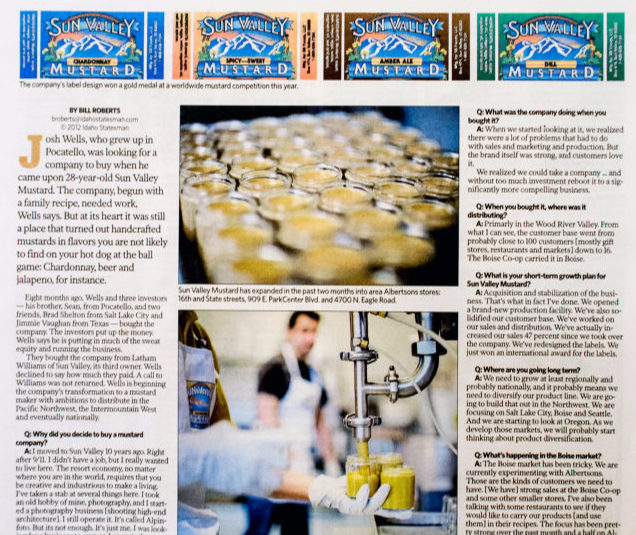 SUN VALLEY
CHARDONNAY
MUSTARD
SUN VALLEY
SPICY-SWEET
MUSTARD
SUN VALLEY
AMBER ALE
MUSTARD
SUN VALLEY
DILL
MUSTARD
The company's label design won a gold medal at a worldwide mustard competition this year.
BY BILL ROBERTS
broberts@idahostatesman.com
© 2012 Idaho Statesman
Josh Wells, who grew up in
Pocatello, was looking for a
company to buy when he
came upon 28-year-old Sun Valley
Mustard. The company, begun with
a family recipe, needed work,
Wells says. But at its heart it was still
a place that turned out handcrafted
mustards in flavors you are not likely
to find on your hot dog at the ball
game: Chardonnay, beer and
jalapeno, for instance.
Eight months ago, Wells and three investors
— his brother, Sean, from Pocatello, and two
friends, Brad Shelton from Salt Lake City and
Jimmie Vaughan from Texas — bought the
company. The investors put up the money.
Wells says he is putting in much of the sweat
equity and running the business.
They bought the company from Latham
Williams of Sun Valley, its third owner. Wells
declined to say how much they paid. A call to
Williams was not returned. Wells is beginning
the company's transformation to a mustard
maker with ambitions to distribute in the
Pacific Northwest, the Intermountain West
and eventually nationally.
Q: Why did you decide to buy a mustard
company?
A: I moved to Sun Valley 10 years ago. Right
after 9/11. I didn't have a job, but I really wanted
to live here. The resort economy, no matter
where you are in the world, requires that you
be creative and industrious to make a living.
I've taken a stab at several things here. I took
an old hobby of mine, photography, and I start-
ed a photography business [shooting high-end
architecture]. I still operate it. It's called Alpin-
foto. But its not enough. It's just me. I was look-
Sun Valley Mustard has expanded in the past two months into area Albertsons stores:
16th and State streets, 909 E. ParkCenter Blvd. and 4700 N. Eagle Road.
Q: What was the company doing when you
bought it?
A: When we started looking at it, we realized
there were a lot of problems that had to do
with sales and marketing and production. But
the brand itself was strong, and customers love
it.
We realized we could take a company ... and
without too much investment reboot it to a sig-
nificantly more compelling business.
Q: When you bought it, where was it
distributing?
A: Primarily in the Wood River Valley. From
what I can see, the customer base went from
probably close to 100 customers [mostly gift
stores, restaurants and markets] down to 16.
The Boise Co-op carried it in Boise.
Q: What is your short-term growth plan for
Sun Valley Mustard?
A: Acquisition and stabilization of the busi-
ness. That's what in fact I've done. We opened
a brand-new production facility. We've also so-
lidified our customer base. We've worked on
our sales and distribution. We've actually in-
creased our sales 47 percent since we took over
the company. We've redesigned the labels. We
just won an international award for the labels.
Q: Where are you going long term?
A: We need to grow at least regionally and
probably nationally, and it probably means we
need to diversify our product line. We are go-
ing to build that out in the Northwest. We are
focusing on Salt Lake City, Boise and Seattle.
And we are starting to look at Oregon. As we
develop those markets, we will probably start
thinking about product diversification.
Q: What's happening in the Boise market?
A: The Boise market has been tricky. We are
currently experimenting with Albertsons.
Those are the kinds of customers we need to
have. [We have] strong sales at the Boise Co-op
and some other smaller stores. I've also been
talking with some restaurants to see if they
would like to carry our products [and use
them] in their recipes. The focus has been pret-
ty strong over the past month and a half on Al-